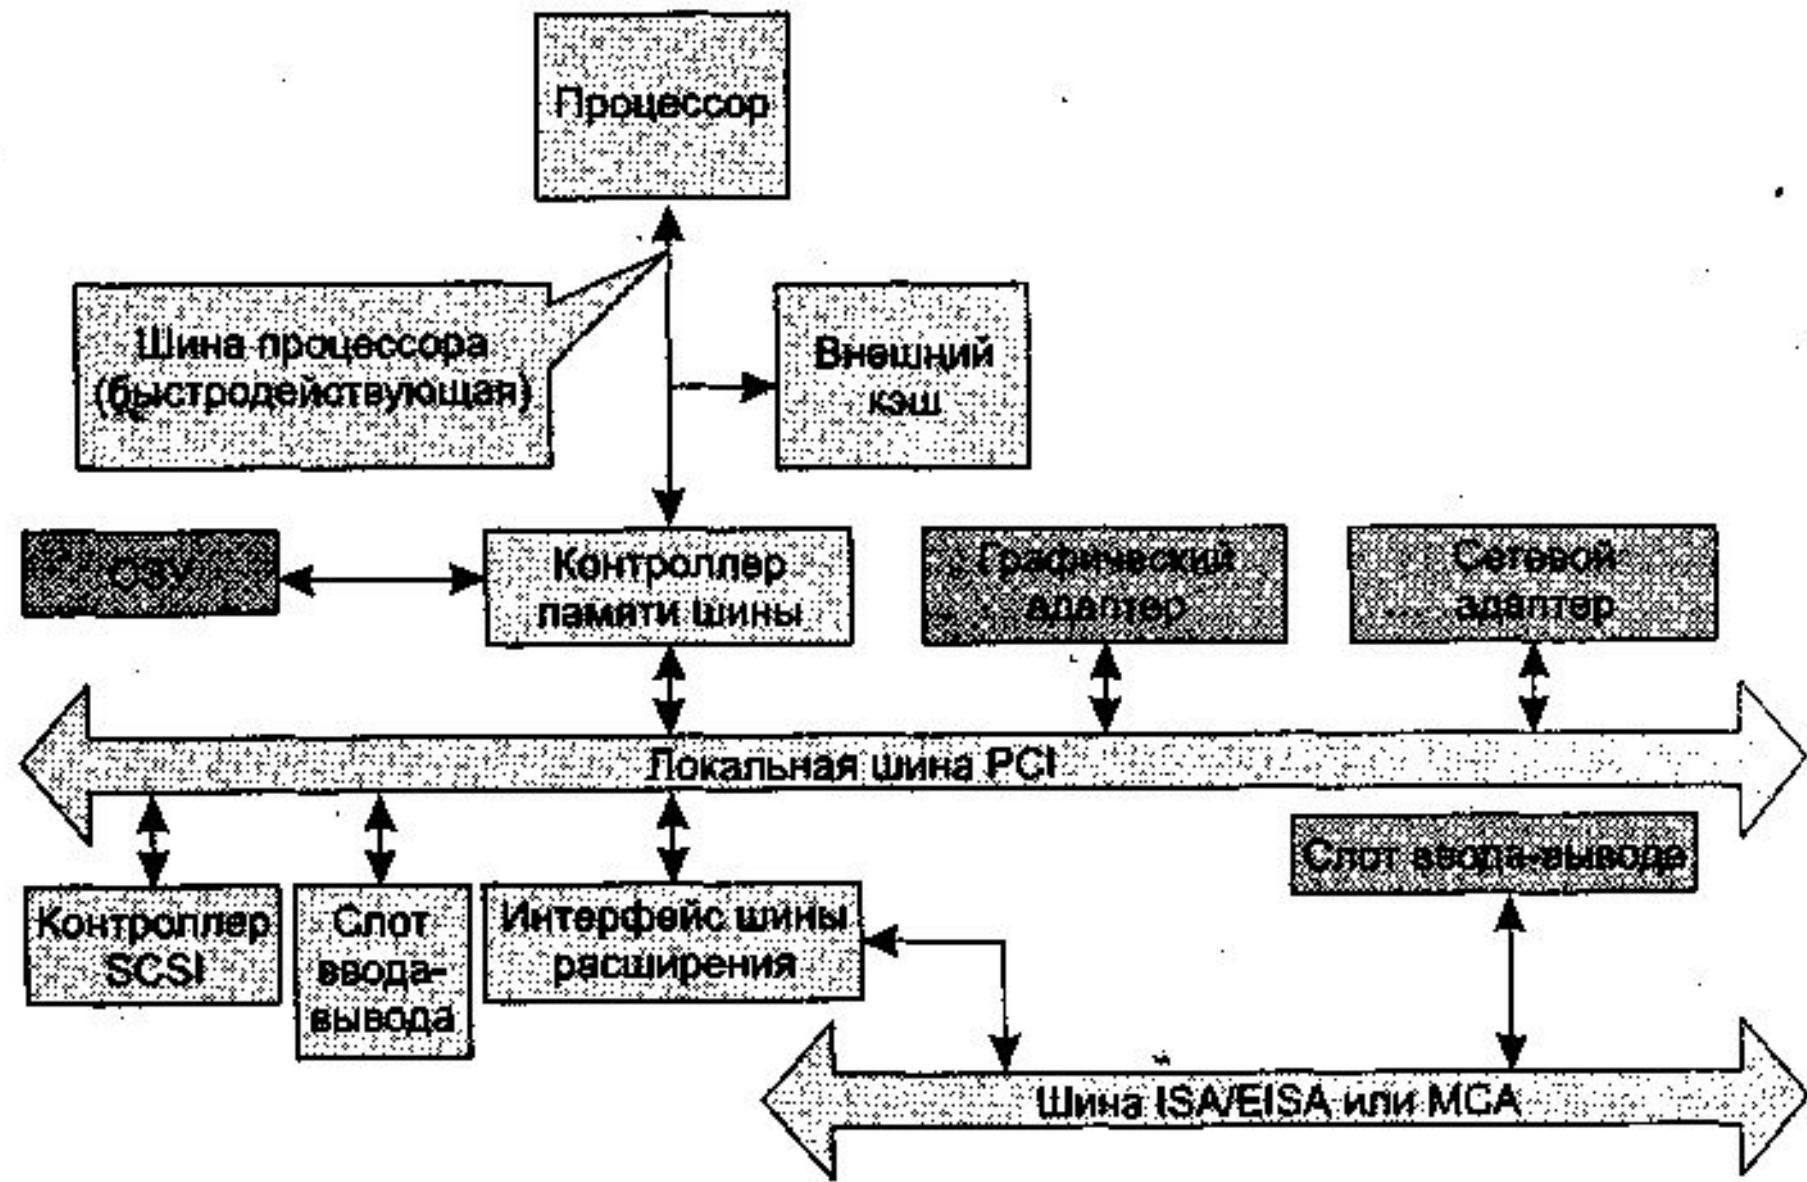 Процессор
Шина процессора
(быстродействующая)
Внешний
кэш
ОЗУ
Контроллер
памяти шины
Графический
адаптер
Сетевой
адаптер
Локальная шина PCI
Слот ввода-вывода
Контроллер
SCSI
Слот
ввода-
вывода
Интерфейс шины
расширения
Шина ISA/EISA или MCA